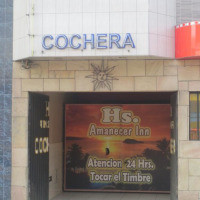 COCHERA
Hs.
Amanecer Inn
Atencion 24 Hrs.
Tocar el Timbre